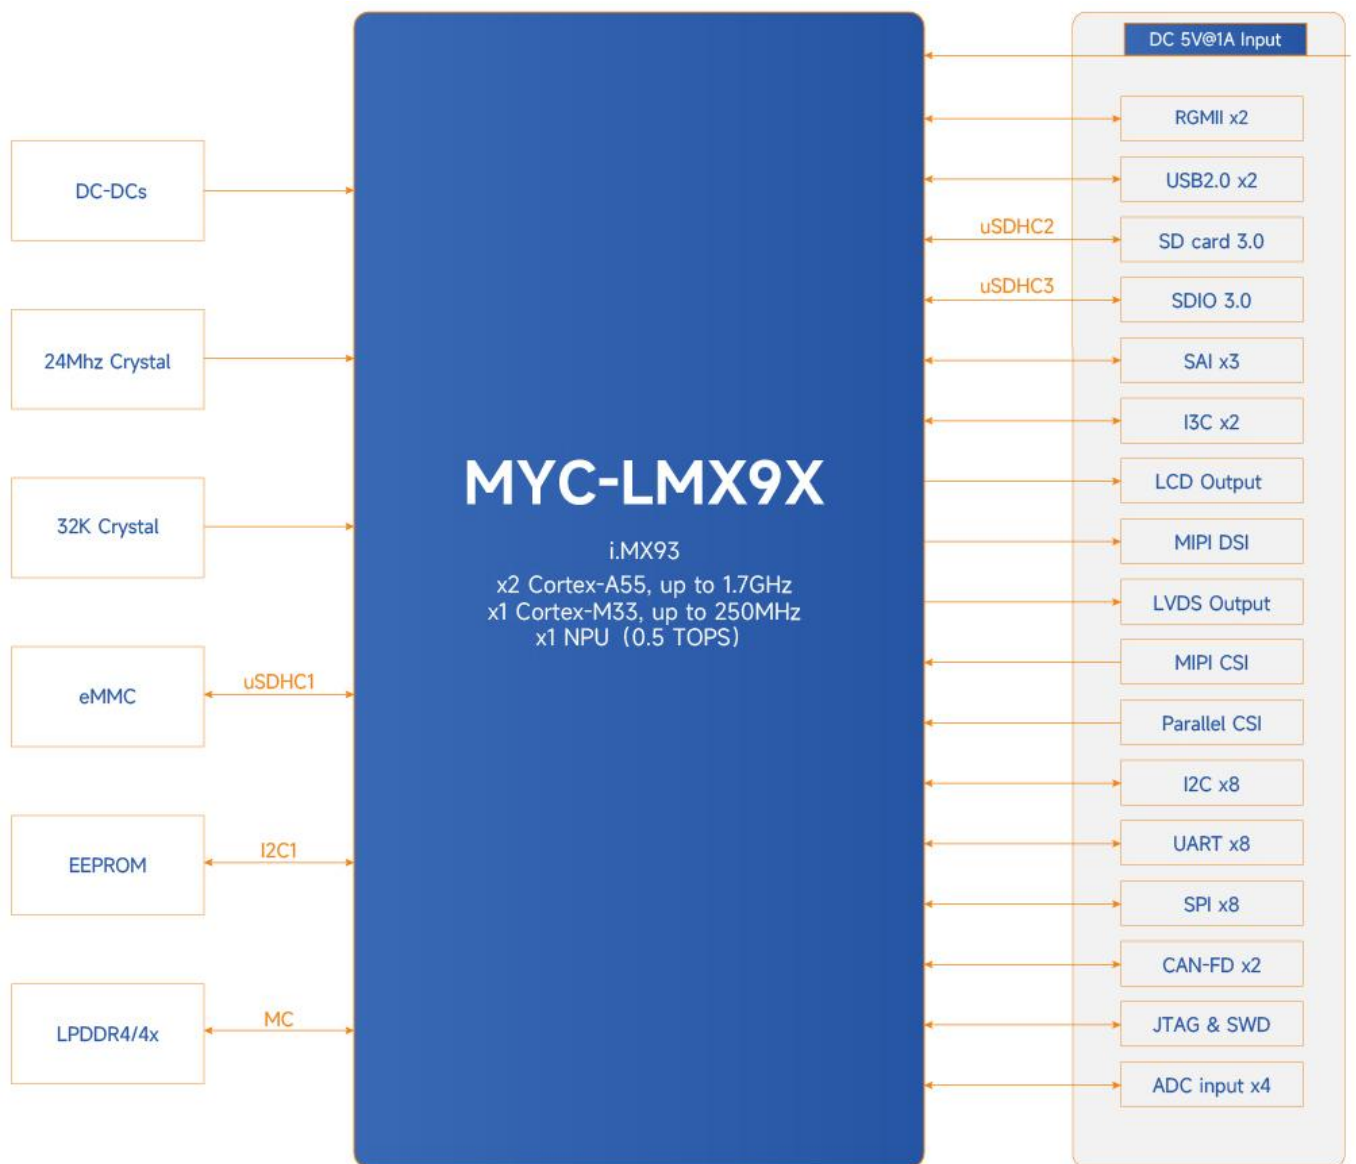 DC-DCs
24Mhz Crystal
32K Crystal
eMMC
uSDHC1
EEPROM
I2C1
LPDDR4/4x
MC
MYC-LMX9X
i.MX93
x2 Cortex-A55, up to 1.7GHz
x1 Cortex-M33, up to 250MHz
x1 NPU（0.5 TOPS）
DC 5V@1A Input
RGMII x2
USB2.0 x2
uSDHC2
SD card 3.0
uSDHC3
SDIO 3.0
SAI x3
I3C x2
LCD Output
MIPI DSI
LVDS Output
MIPI CSI
Parallel CSI
I2C x8
UART x8
SPI x8
CAN-FD x2
JTAG & SWD
ADC input x4